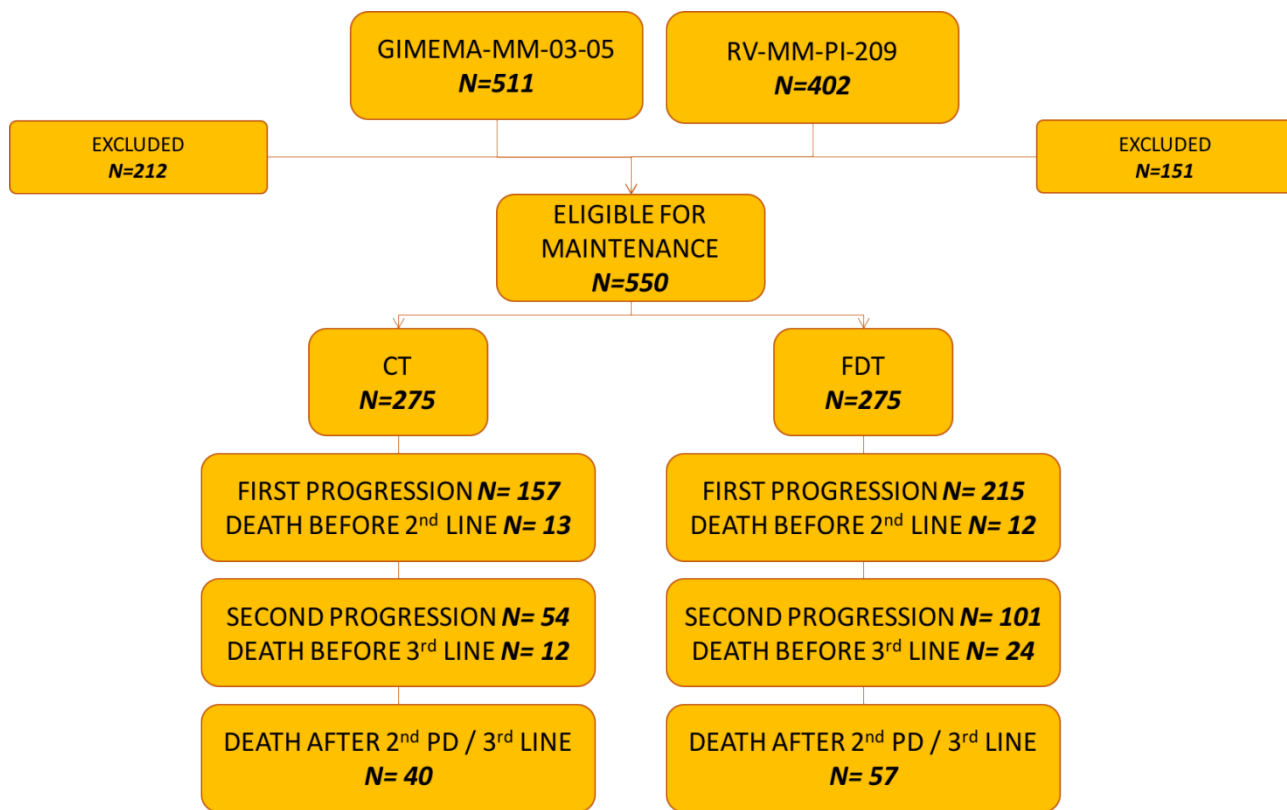 GIMEMA-MM-03-05
N=511
RV-MM-PI-209
N=402
EXCLUDED
N=212
EXCLUDED
N=151
ELIGIBLE FOR
MAINTENANCE
N=550
CT
N=275
FDT
N=275
FIRST PROGRESSION N= 157
DEATH BEFORE 2nd LINE N= 13
FIRST PROGRESSION N= 215
DEATH BEFORE 2nd LINE N= 12
SECOND PROGRESSION N= 54
DEATH BEFORE 3rd LINE N= 12
SECOND PROGRESSION N= 101
DEATH BEFORE 3rd LINE N= 24
DEATH AFTER 2nd PD / 3rd LINE
N= 40
DEATH AFTER 2nd PD / 3rd LINE
N= 57